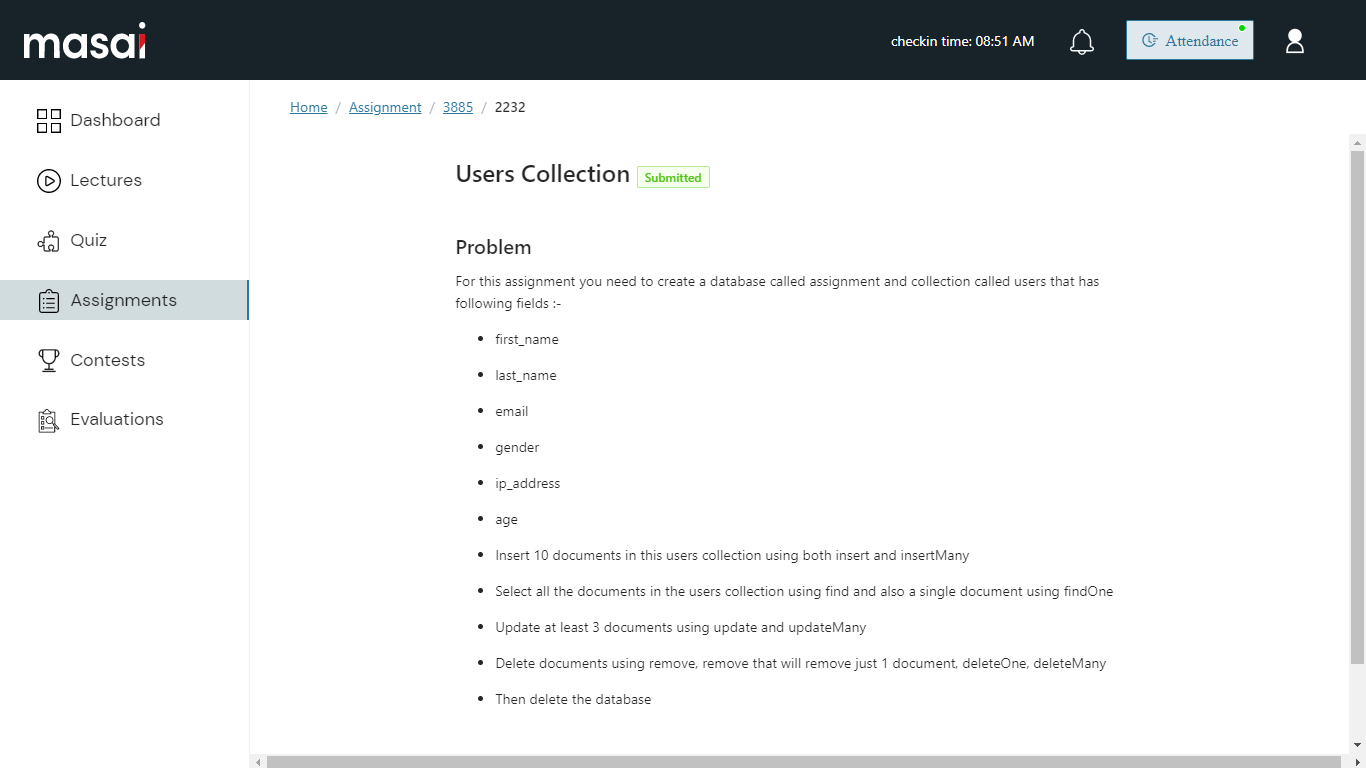 masai
checkin time: 08:51 AM
Attendance
Dashboard
Lectures
Quiz
Assignments
Contests
Evaluations
Home / Assignment / 3885 / 2232
Users Collection Submitted
Problem
For this assignment you need to create a database called assignment and collection called users that has
following fields :-
• first_name
• last_name
• email
• gender
• ip_address
• age
• Insert 10 documents in this users collection using both insert and insertMany
• Select all the documents in the users collection using find and also a single document using findOne
• Update at least 3 documents using update and updateMany
• Delete documents using remove, remove that will remove just 1 document, deleteOne, deleteMany
• Then delete the database